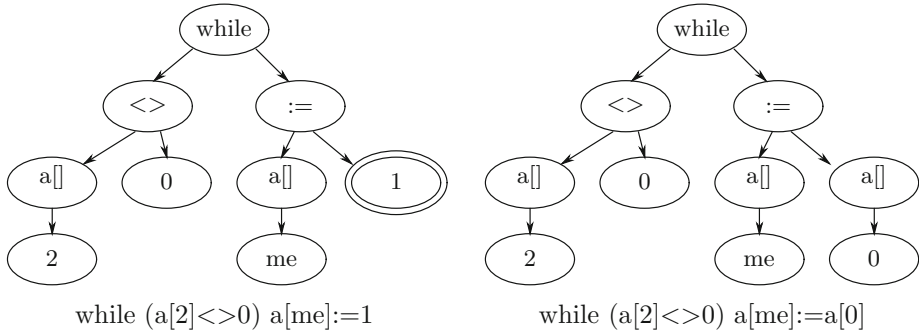 while while
<> := <> :=
a[] 0 a[] 1 a[] 0 a[] a[]
2 me 2 me 0
while (a[2]<>0) a[me]:=1 while (a[2]<>0) a[me]:=a[0]